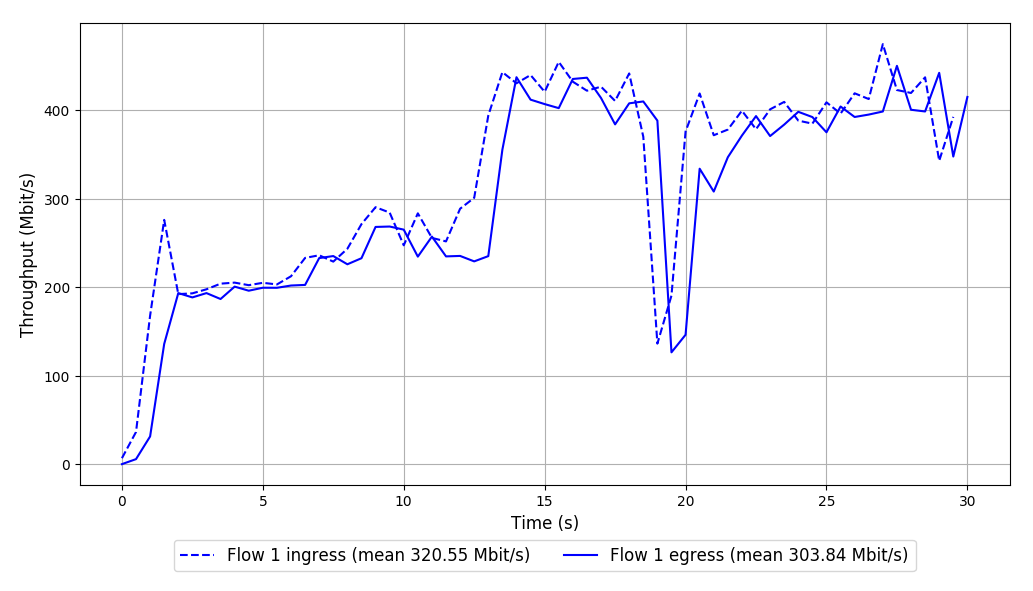 Throughput (Mbit/s)
400
300
200
100
0
0 5 10 15 20 25 30
Time (s)
Flow 1 ingress (mean 320.55 Mbit/s) Flow 1 egress (mean 303.84 Mbit/s)